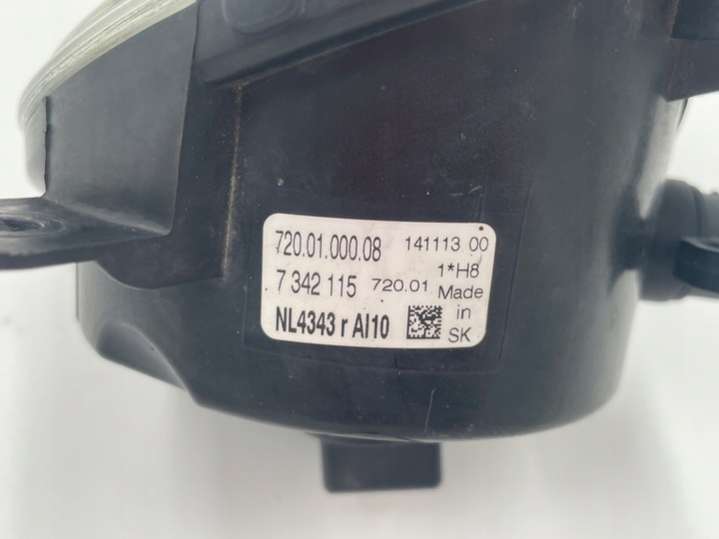 720.01.000.08 141113 00
1*H8
7 342 115 720.01 Made
in
NL4343 r AI10 SK